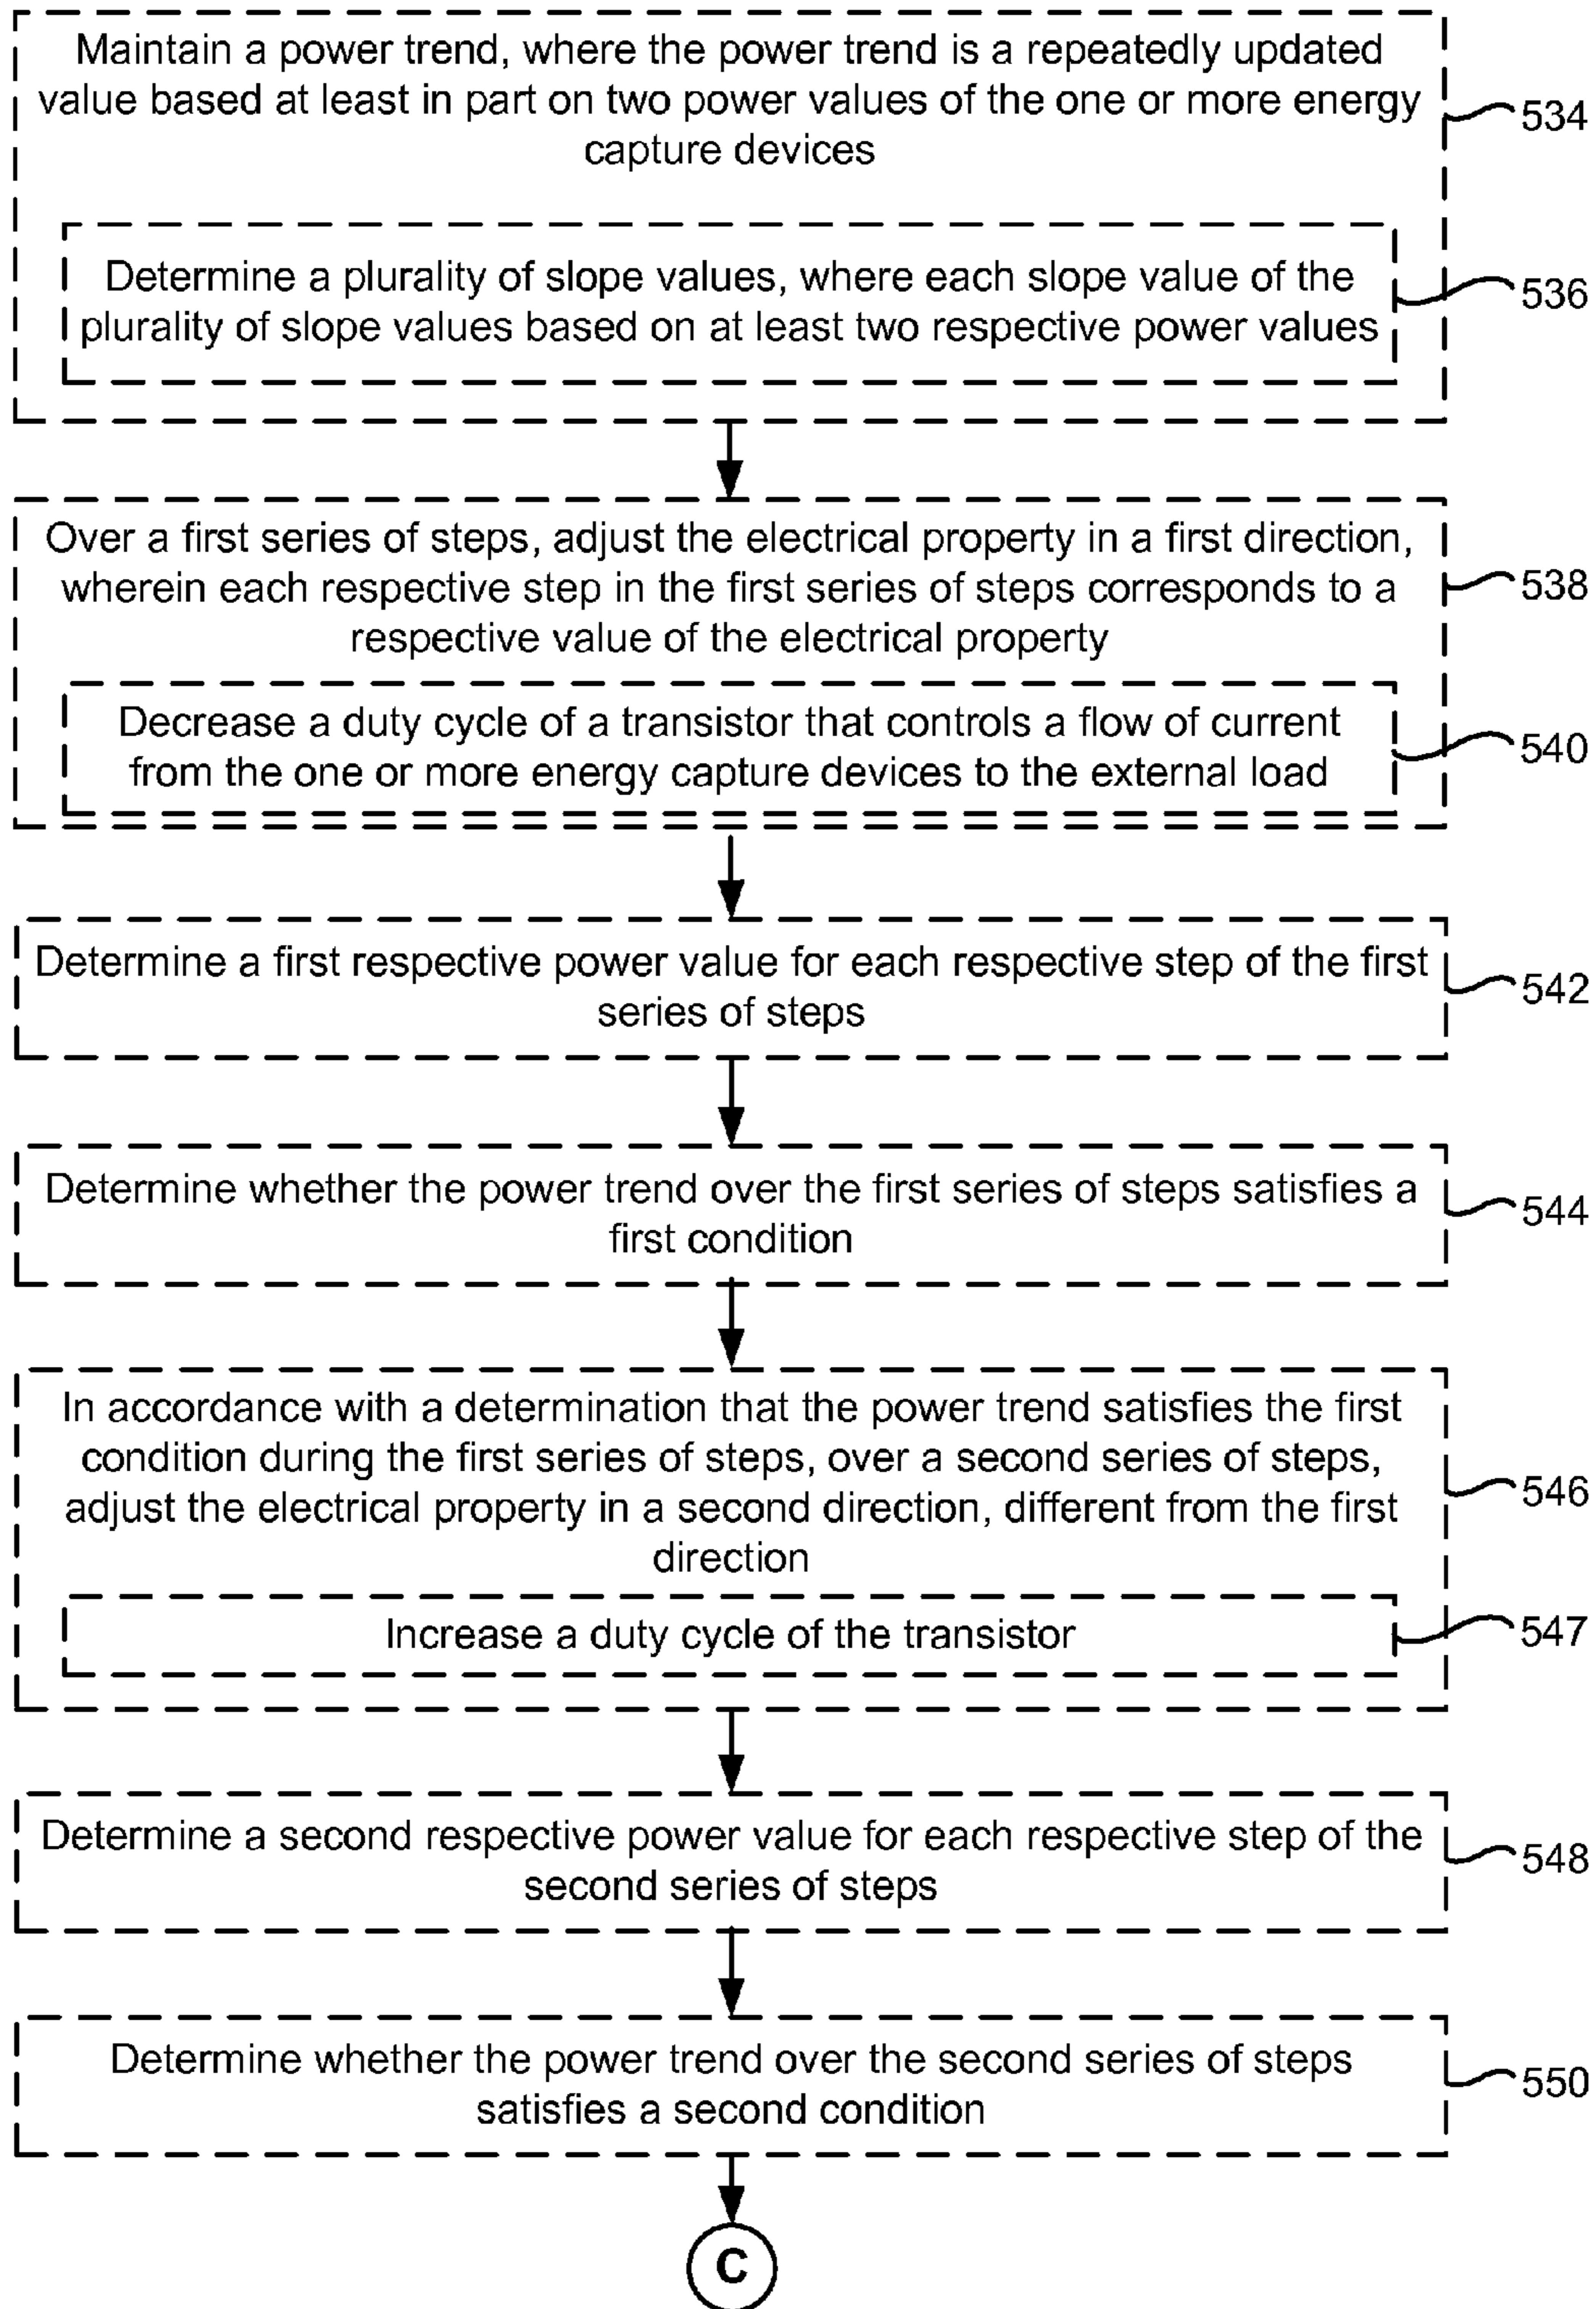 Maintain a power trend, where the power trend is a repeatedly updated
value based at least in part on two power values of the one or more energy
capture devices
534
Determine a plurality of slope values, where each slope value of the
plurality of slope values based on at least two respective power values
536
Over a first series of steps, adjust the electrical property in a first direction,
wherein each respective step in the first series of steps corresponds to a
respective value of the electrical property
538
Decrease a duty cycle of a transistor that controls a flow of current
from the one or more energy capture devices to the external load
540
Determine a first respective power value for each respective step of the first
series of steps
542
Determine whether the power trend over the first series of steps satisfies a
first condition
544
In accordance with a determination that the power trend satisfies the first
condition during the first series of steps, over a second series of steps,
adjust the electrical property in a second direction, different from the first
direction
546
Increase a duty cycle of the transistor
547
Determine a second respective power value for each respective step of the
second series of steps
548
Determine whether the power trend over the second series of steps
satisfies a second condition
550
C